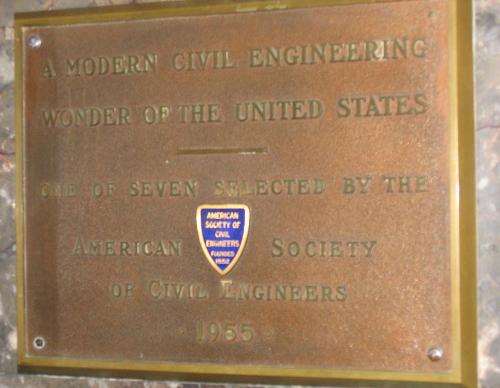 A MODERN CIVIL ENGINEERING
WONDER OF THE UNITED STATES
ONE OF SEVEN SELECTED BY THE
AMERICAN SOCIETY
OF CIVIL ENGINEERS
1955
AMERICAN
SOCIETY OF
CIVIL
ENGINEERS
FOUNDED
1852